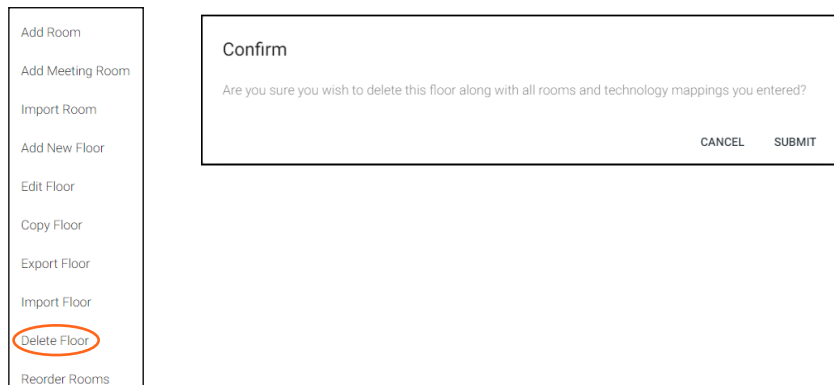 Add Room
Add Meeting Room
Import Room
Add New Floor
Edit Floor
Copy Floor
Export Floor
Import Floor
Delete Floor
Reorder Rooms
Confirm
Are you sure you wish to delete this floor along with all rooms and technology mappings you entered?
CANCEL SUBMIT